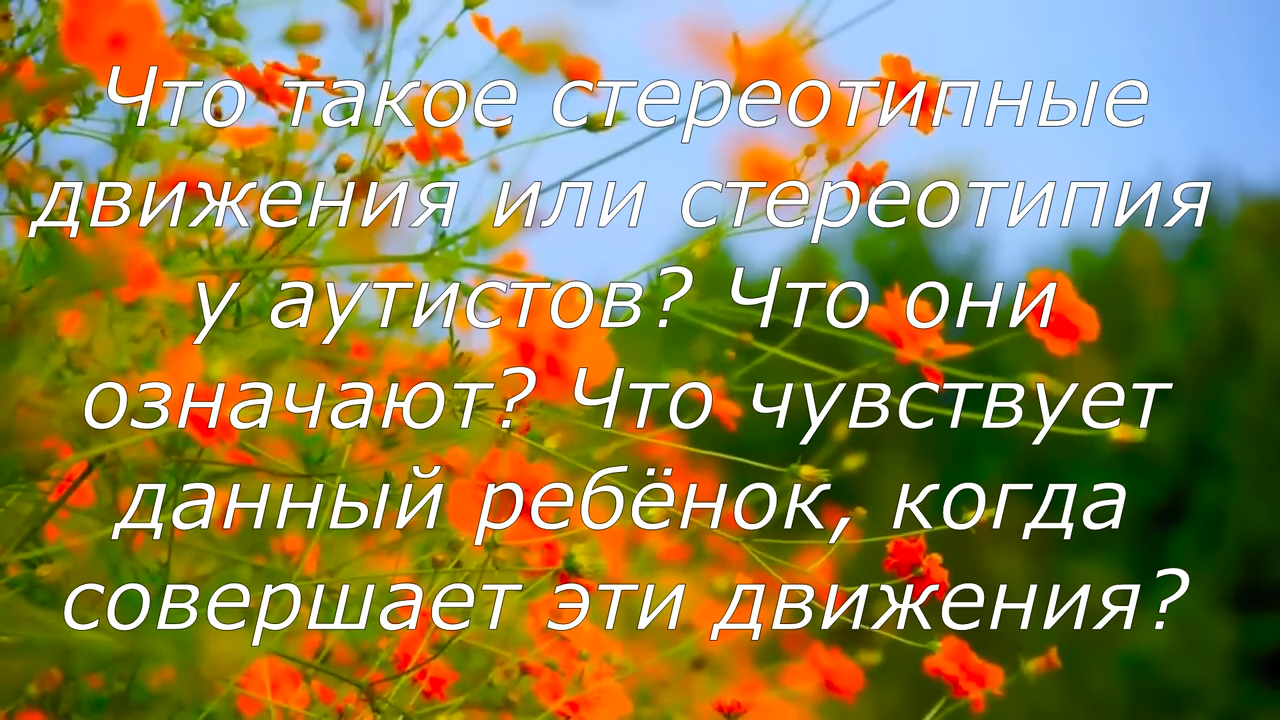 Что такое стереотипные
движения или стереотипия
у аутистов? Что они
означают? Что чувствует
данный ребёнок, когда
совершает эти движения?